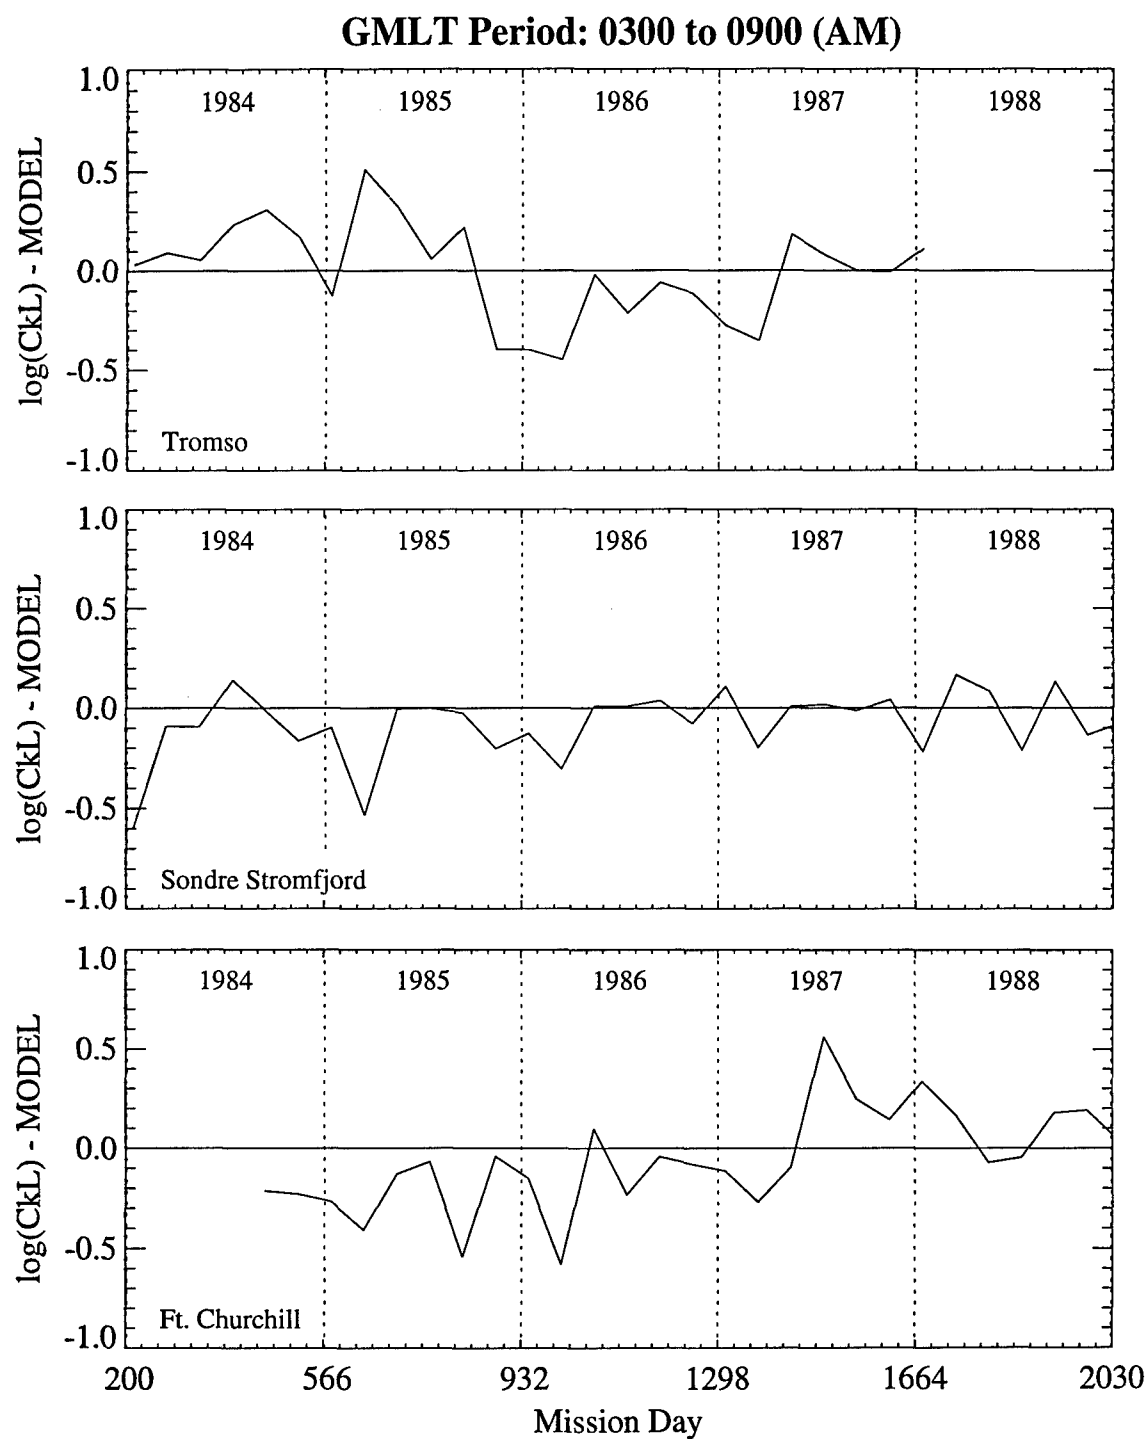 GMLT Period: 0300 to 0900 (AM)
1.0
1984 1985 1986 1987 1988
0.5
log(CkL) - MODEL
0.0
-0.5
Tromso
-1.0
1.0
1984 1985 1986 1987 1988
0.5
log(CkL) - MODEL
0.0
-0.5
Sondre Stromfjord
-1.0
1.0
1984 1985 1986 1987 1988
0.5
log(CkL) - MODEL
0.0
-0.5
Ft. Churchill
-1.0
200 566 932 1298 1664 2030
Mission Day